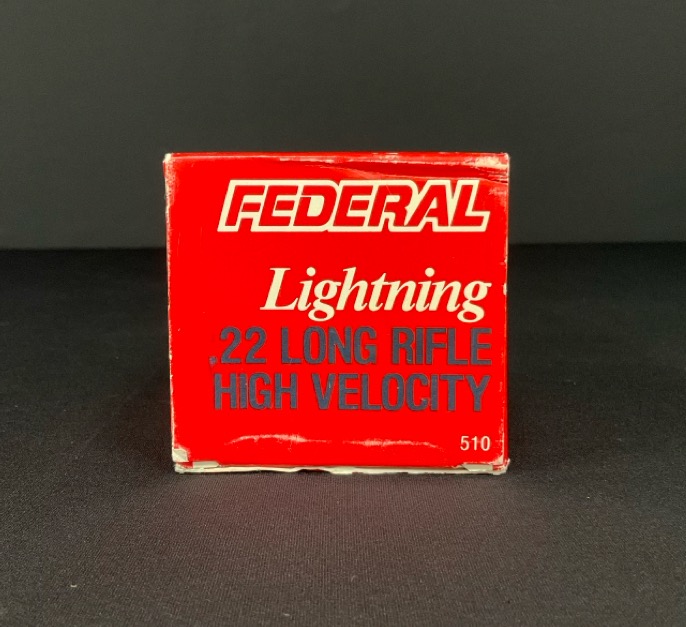 FEDERAL
Lightning
.22 LONG RIFLE
HIGH VELOCITY
510